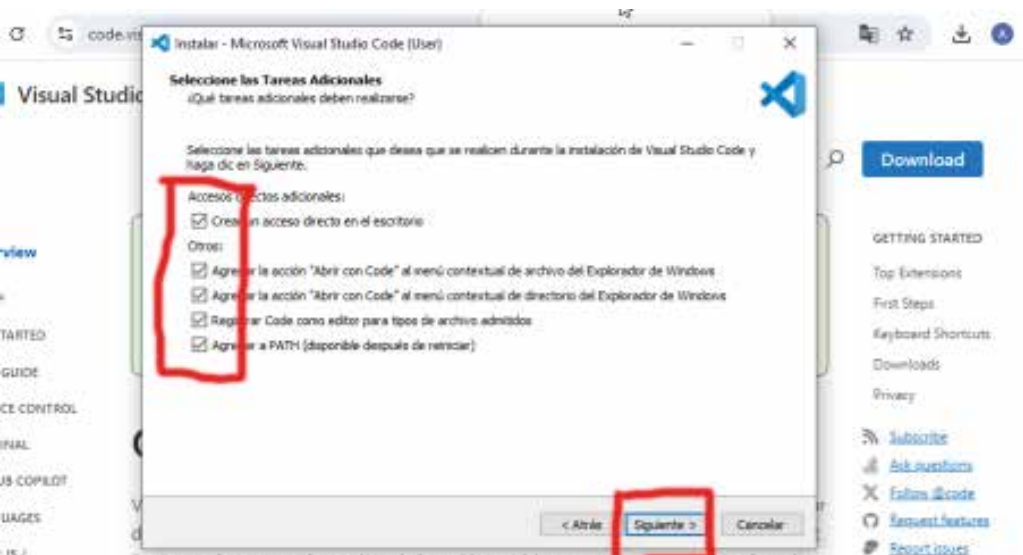 code.vis
Instalar - Microsoft Visual Studio Code (User)
Visual Studio
Seleccione las Tareas Adicionales
¿Qué tareas adicionales deben realizarse?
Seleccione las tareas adicionales que desea que se realicen durante la instalación de Visual Studio Code y
haga clic en Siguiente.
Download
Accesos directos adicionales:
Crear un acceso directo en el escritorio
Otros:
Agregar la acción "Abrir con Code" al menú contextual de archivo del Explorador de Windows
Agregar la acción "Abrir con Code" al menú contextual de directorio del Explorador de Windows
Registrar Code como editor para tipos de archivo admitidos
Agregar a PATH (disponible después de reiniciar)
< Atrás
Siguiente >
Cancelar
rview
TARTED
GUIDE
CE CONTROL
INAL
UB COPILOT
UAGES
GETTING STARTED
Top Extensions
First Steps
Keyboard Shortcuts
Downloads
Privacy
Subscribe
Ask questions
Follow @code
Request features
Report issues